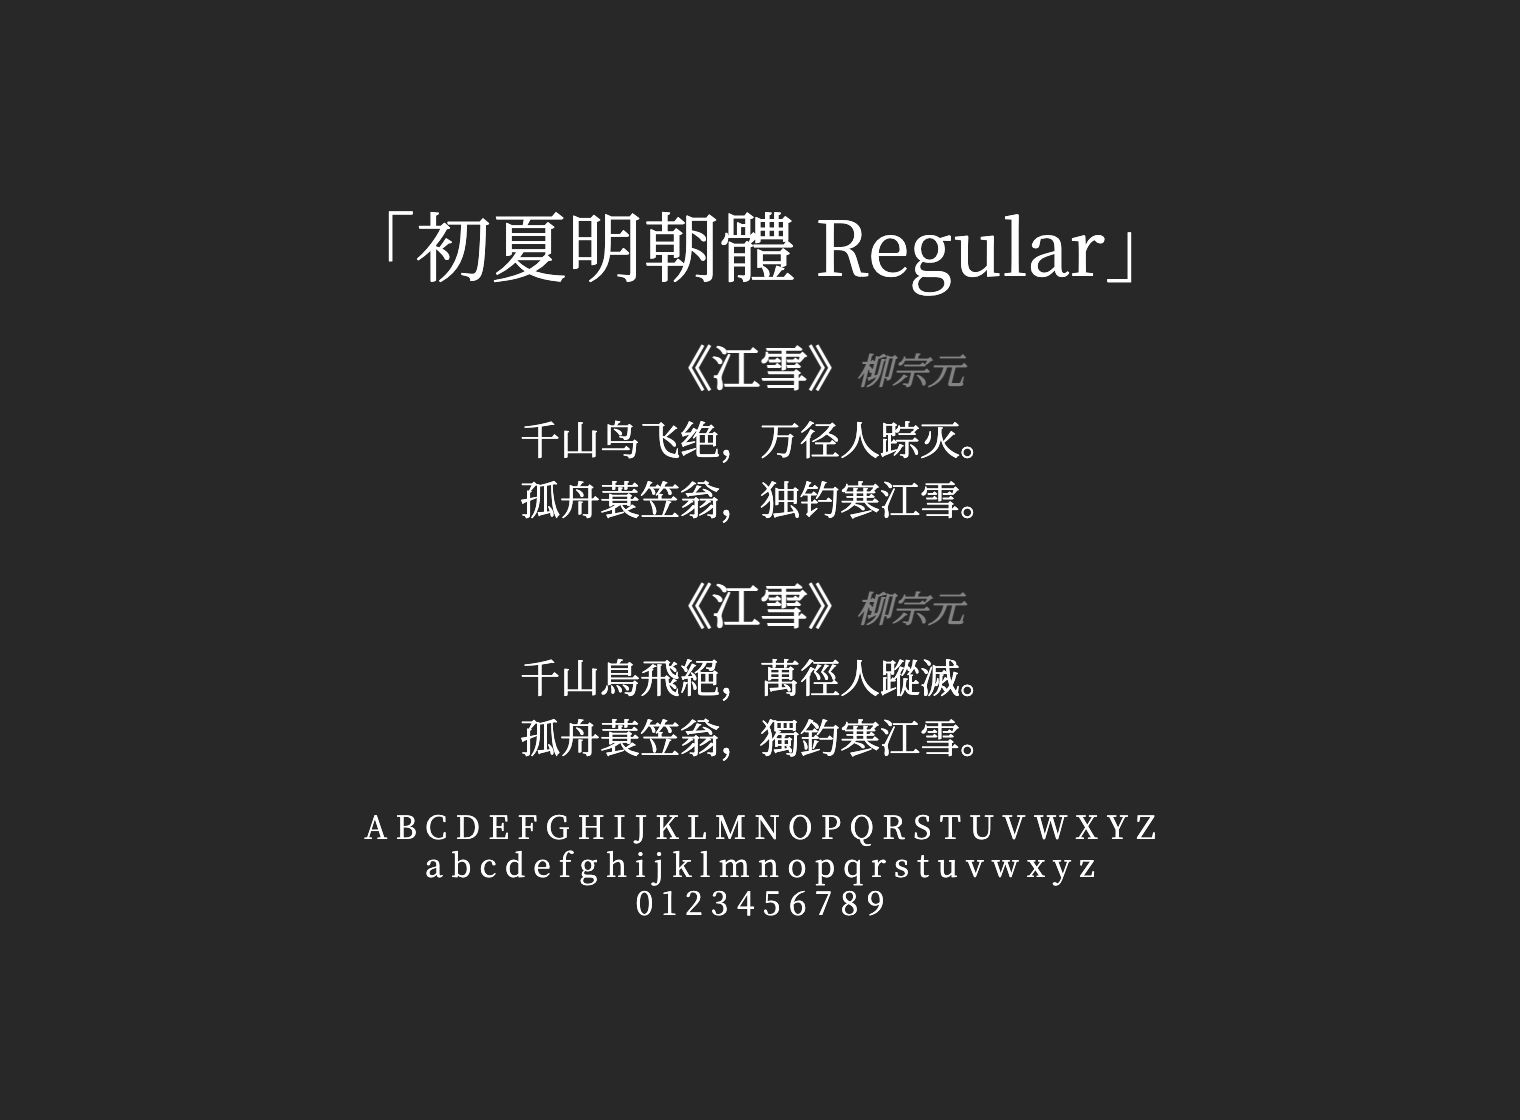 「初夏明朝體 Regular」
《江雪》 柳宗元
千山鸟飞绝，万径人踪灭。
孤舟蓑笠翁，独钓寒江雪。
《江雪》 柳宗元
千山鳥飛絕，萬徑人蹤滅。
孤舟蓑笠翁，獨釣寒江雪。
A B C D E F G H I J K L M N O P Q R S T U V W X Y Z
a b c d e f g h i j k l m n o p q r s t u v w x y z
0 1 2 3 4 5 6 7 8 9